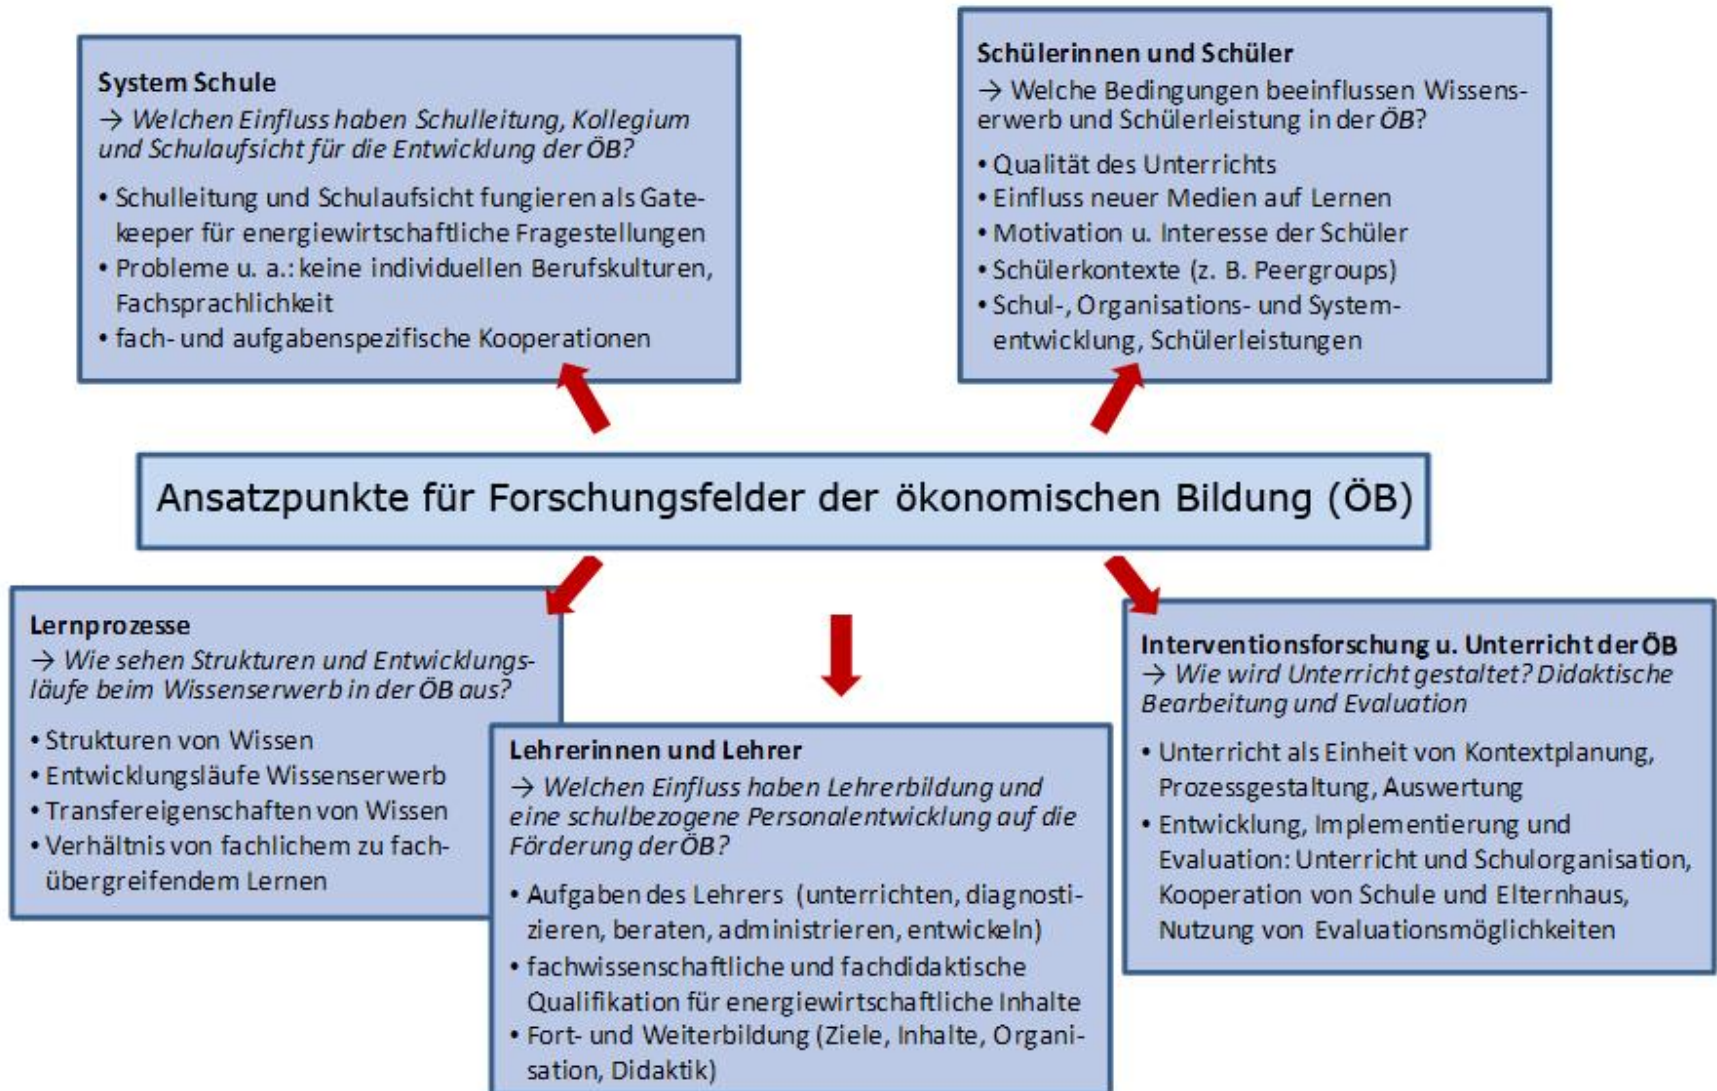 System Schule
→ Welchen Einfluss haben Schulleitung, Kollegium
und Schulaufsicht für die Entwicklung der ÖB?
• Schulleitung und Schulaufsicht fungieren als Gate-
keeper für energiewirtschaftliche Fragestellungen
• Probleme u. a.: keine individuellen Berufskulturen,
Fachsprachlichkeit
• fach- und aufgabenspezifische Kooperationen
Schülerinnen und Schüler
→ Welche Bedingungen beeinflussen Wissens-
erwerb und Schülerleistung in der ÖB?
• Qualität des Unterrichts
• Einfluss neuer Medien auf Lernen
• Motivation u. Interesse der Schüler
• Schülerkontexte (z. B. Peergroups)
• Schul-, Organisations- und System-
entwicklung, Schülerleistungen
Ansatzpunkte für Forschungsfelder der ökonomischen Bildung (ÖB)
Lernprozesse
→ Wie sehen Strukturen und Entwicklungs-
läufe beim Wissenserwerb in der ÖB aus?
• Strukturen von Wissen
• Entwicklungsläufe Wissenserwerb
• Transfereigenschaften von Wissen
• Verhältnis von fachlichem zu fach-
übergreifendem Lernen
Lehrerinnen und Lehrer
→ Welchen Einfluss haben Lehrerbildung und
eine schulbezogene Personalentwicklung auf die
Förderung der ÖB?
• Aufgaben des Lehrers (unterrichten, diagnosti-
zieren, beraten, administrieren, entwickeln)
• fachwissenschaftliche und fachdidaktische
Qualifikation für energiewirtschaftliche Inhalte
• Fort- und Weiterbildung (Ziele, Inhalte, Organi-
sation, Didaktik)
Interventionsforschung u. Unterricht der ÖB
→ Wie wird Unterricht gestaltet? Didaktische
Bearbeitung und Evaluation
• Unterricht als Einheit von Kontextplanung,
Prozessgestaltung, Auswertung
• Entwicklung, Implementierung und
Evaluation: Unterricht und Schulorganisation,
Kooperation von Schule und Elternhaus,
Nutzung von Evaluationsmöglichkeiten